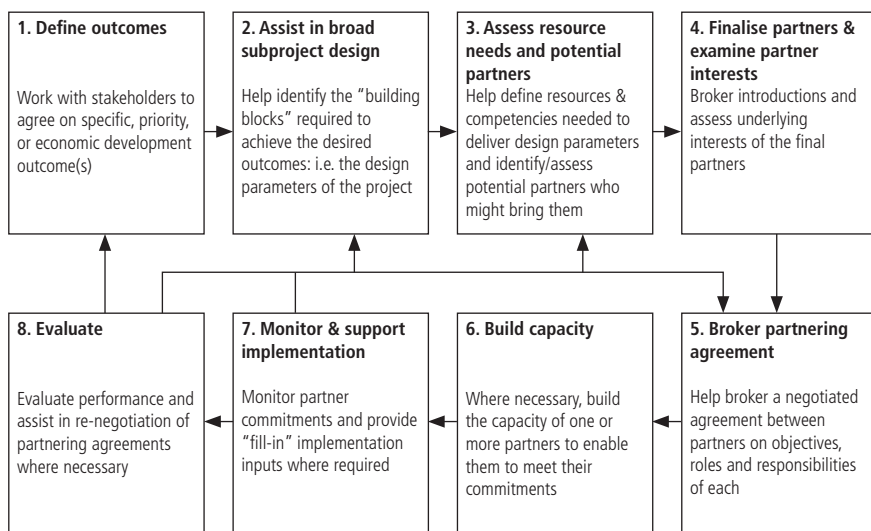 1. Define outcomes
Work with stakeholders to
agree on specific, priority,
or economic development
outcome(s)
2. Assist in broad
subproject design
Help identify the “building
blocks” required to
achieve the desired
outcomes: i.e. the design
parameters of the project
3. Assess resource
needs and potential
partners
Help define resources &
competencies needed to
deliver design parameters
and identify/assess
potential partners who
might bring them
4. Finalise partners &
examine partner
interests
Broker introductions and
assess underlying
interests of the final
partners
8. Evaluate
Evaluate performance and
assist in re-negotiation of
partnering agreements
where necessary
7. Monitor & support
implementation
Monitor partner
commitments and provide
“fill-in” implementation
inputs where required
6. Build capacity
Where necessary, build
the capacity of one or
more partners to enable
them to meet their
commitments
5. Broker partnering
agreement
Help broker a negotiated
agreement between
partners on objectives,
roles and responsibilities
of each